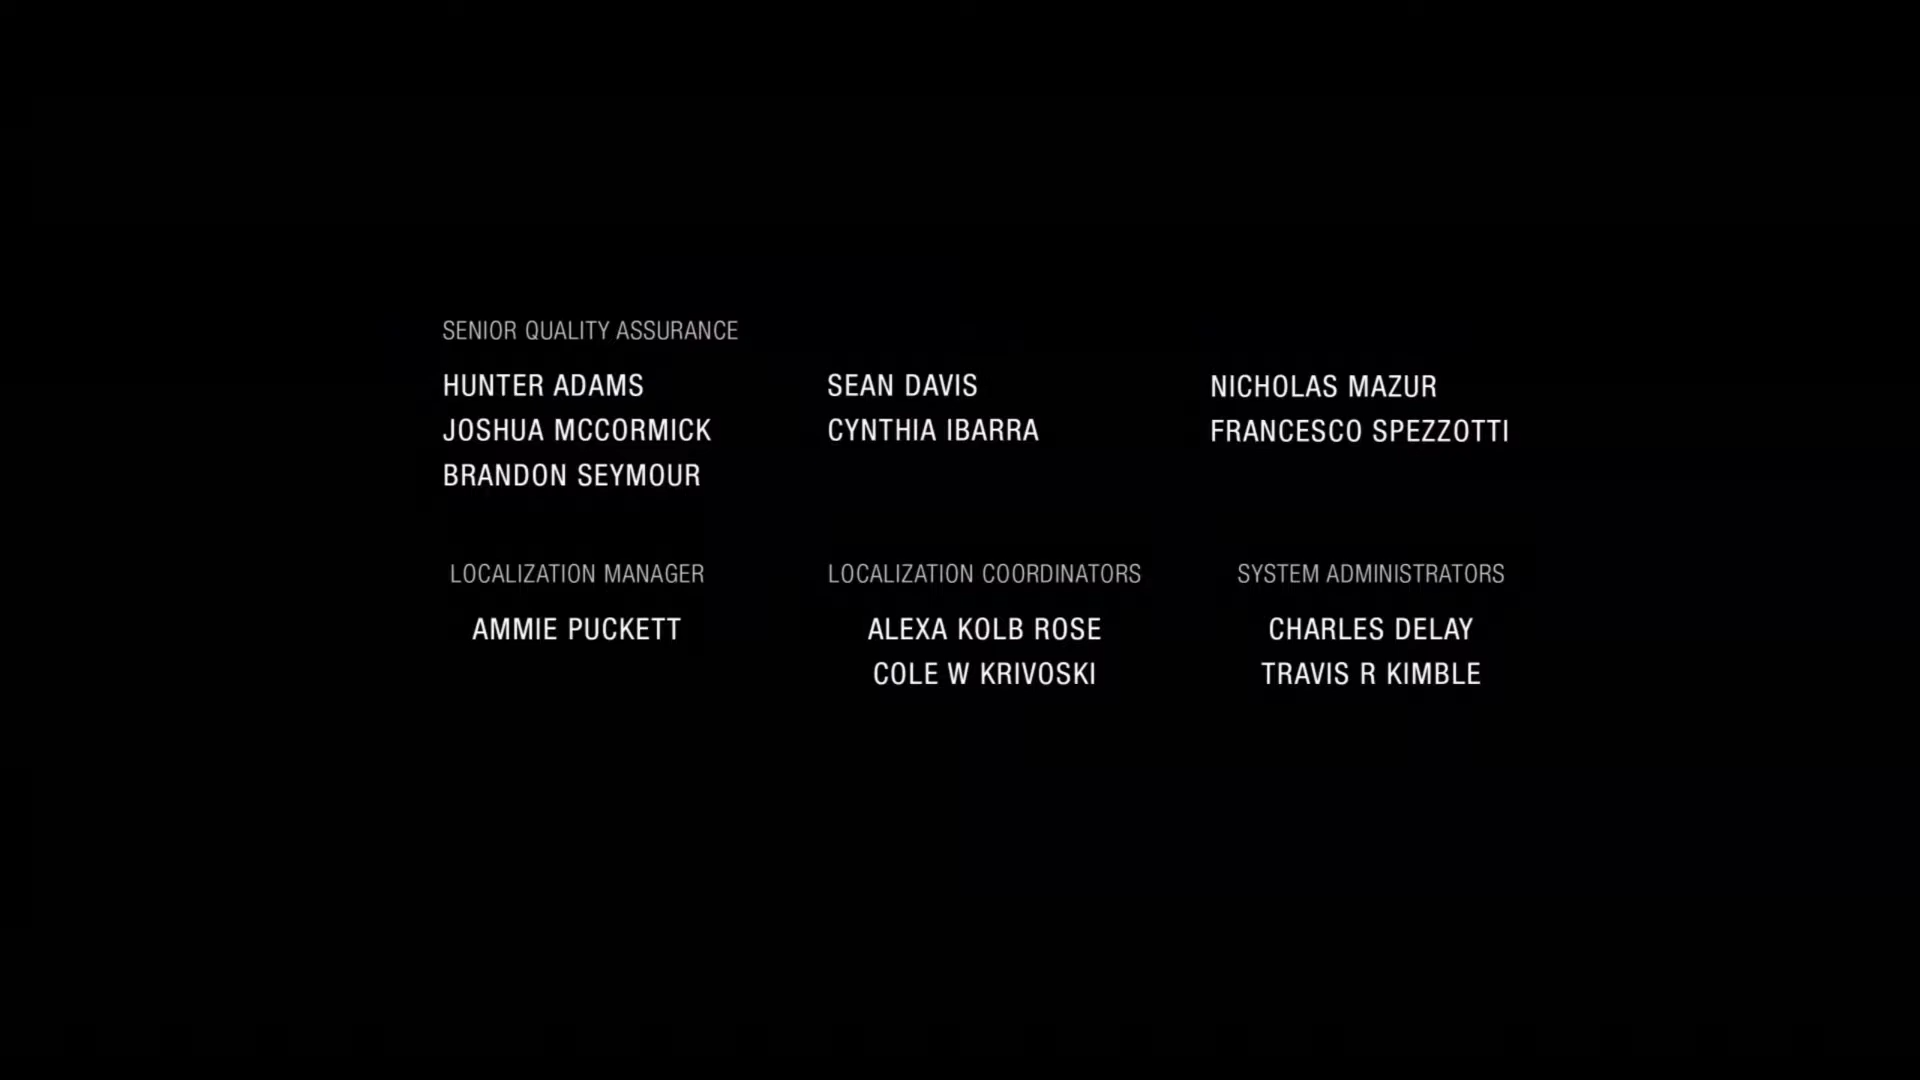 SENIOR QUALITY ASSURANCE
HUNTER ADAMS SEAN DAVIS NICHOLAS MAZUR
JOSHUA MCCORMICK CYNTHIA IBARRA FRANCESCO SPEZZOTTI
BRANDON SEYMOUR
LOCALIZATION MANAGER LOCALIZATION COORDINATORS SYSTEM ADMINISTRATORS
AMMIE PUCKETT ALEXA KOLB ROSE CHARLES DELAY
COLE W KRIVOSKI TRAVIS R KIMBLE